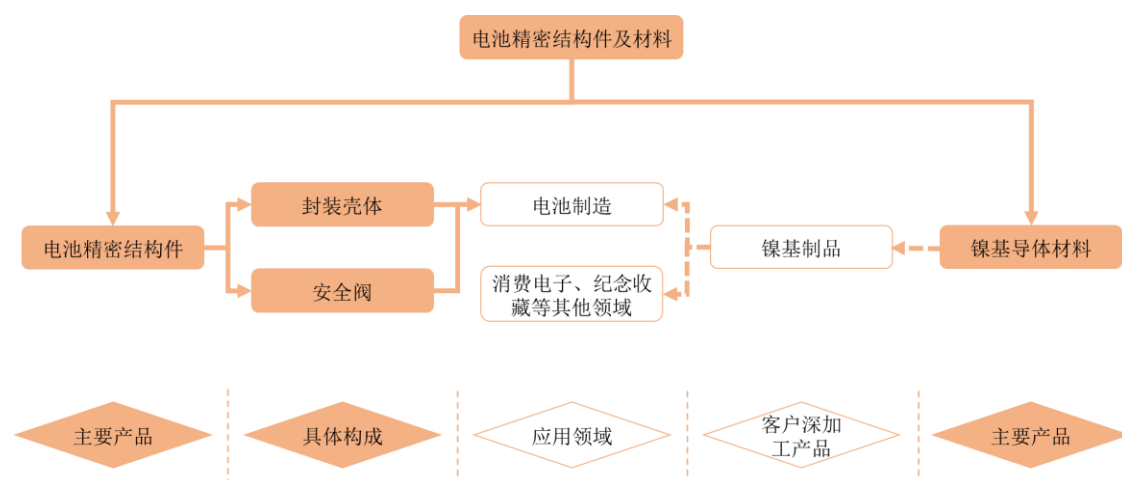 电池精密结构件及材料
封装壳体
电池制造
电池精密结构件
镍基制品
镍基导体材料
安全阀
消费电子、纪念收
藏等其他领域
主要产品
具体构成
应用领域
客户深加
工产品
主要产品